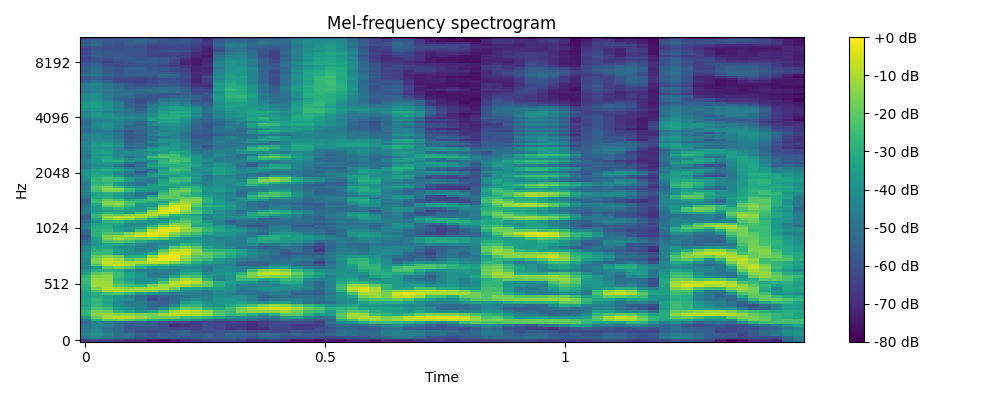 Mel-frequency spectrogram
Hz
8192
4096
2048
1024
512
0
0
0.5
1
Time
+0 dB
-10 dB
-20 dB
-30 dB
-40 dB
-50 dB
-60 dB
-70 dB
-80 dB